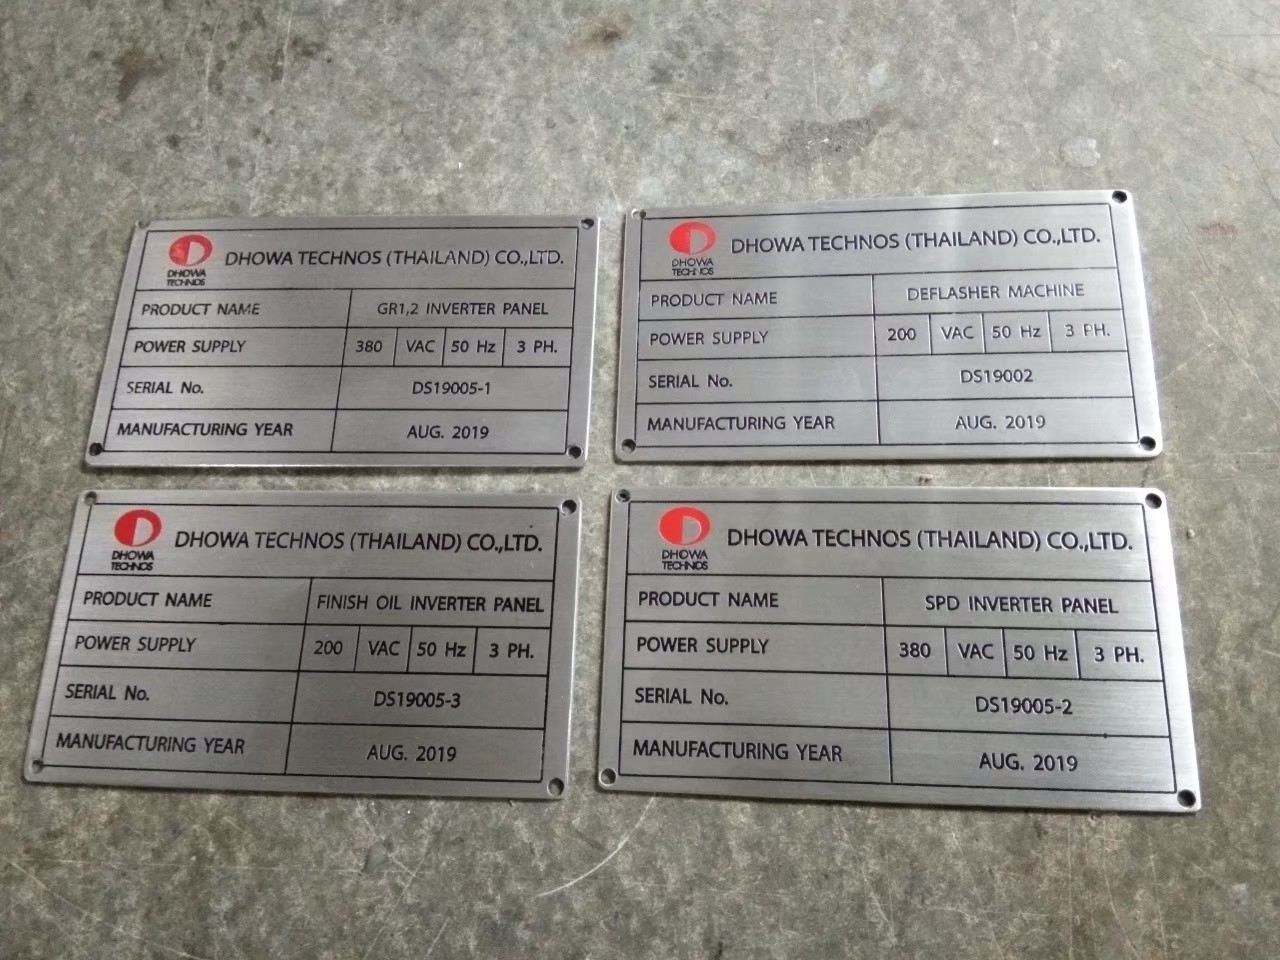 DHOWA TECHNOS
DHOWA TECHNOS (THAILAND) CO.,LTD.
PRODUCT NAME GR1,2 INVERTER PANEL
POWER SUPPLY 380 VAC 50 Hz 3 PH.
SERIAL No. DS19005-1
MANUFACTURING YEAR AUG. 2019
DHOWA TECHNOS
DHOWA TECHNOS (THAILAND) CO.,LTD.
PRODUCT NAME DEFLASHER MACHINE
POWER SUPPLY 200 VAC 50 Hz 3 PH.
SERIAL No. DS19002
MANUFACTURING YEAR AUG. 2019
DHOWA TECHNOS
DHOWA TECHNOS (THAILAND) CO.,LTD.
PRODUCT NAME FINISH OIL INVERTER PANEL
POWER SUPPLY 200 VAC 50 Hz 3 PH.
SERIAL No. DS19005-3
MANUFACTURING YEAR AUG. 2019
DHOWA TECHNOS
DHOWA TECHNOS (THAILAND) CO.,LTD.
PRODUCT NAME SPD INVERTER PANEL
POWER SUPPLY 380 VAC 50 Hz 3 PH.
SERIAL No. DS19005-2
MANUFACTURING YEAR AUG. 2019